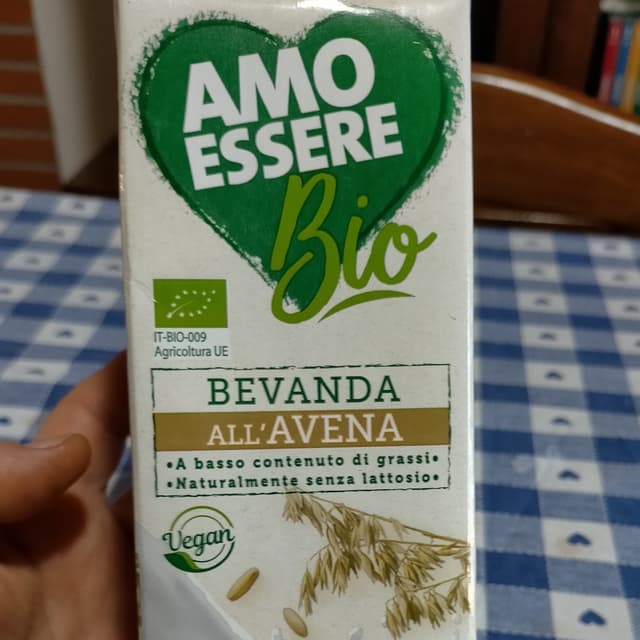 AMO
ESSERE
Bio
IT-BIO-009
Agricoltura UE
BEVANDA
ALL'AVENA
•A basso contenuto di grassi•
•Naturalmente senza lattosio•
Vegan